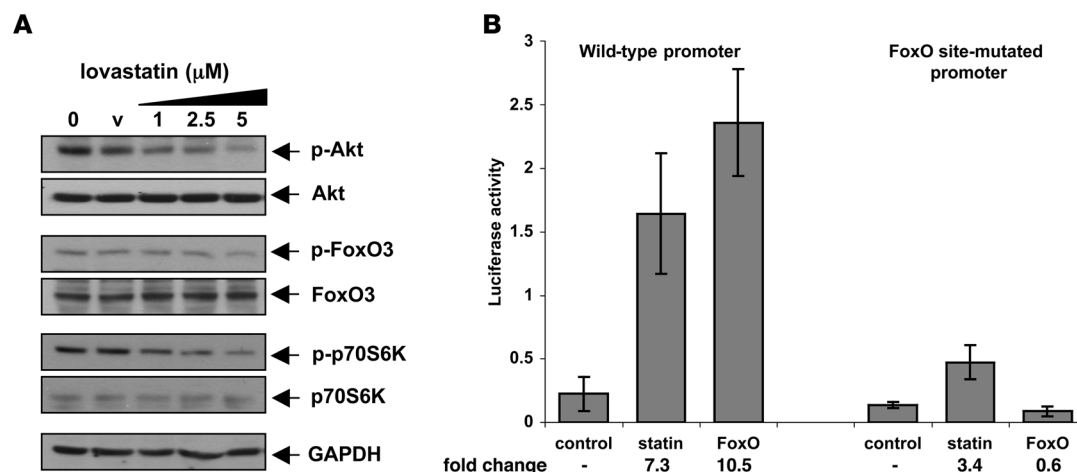 A
lovastatin (μM)
0 v 1 2.5 5
p-Akt
Akt
p-FoxO3
FoxO3
p-p70S6K
p70S6K
GAPDH
B
3
2.5
2
1.5
1
0.5
0
Luciferase activity
Wild-type promoter
FoxO site-mutated
promoter
control statin FoxO control statin FoxO
fold change - 7.3 10.5 - 3.4 0.6